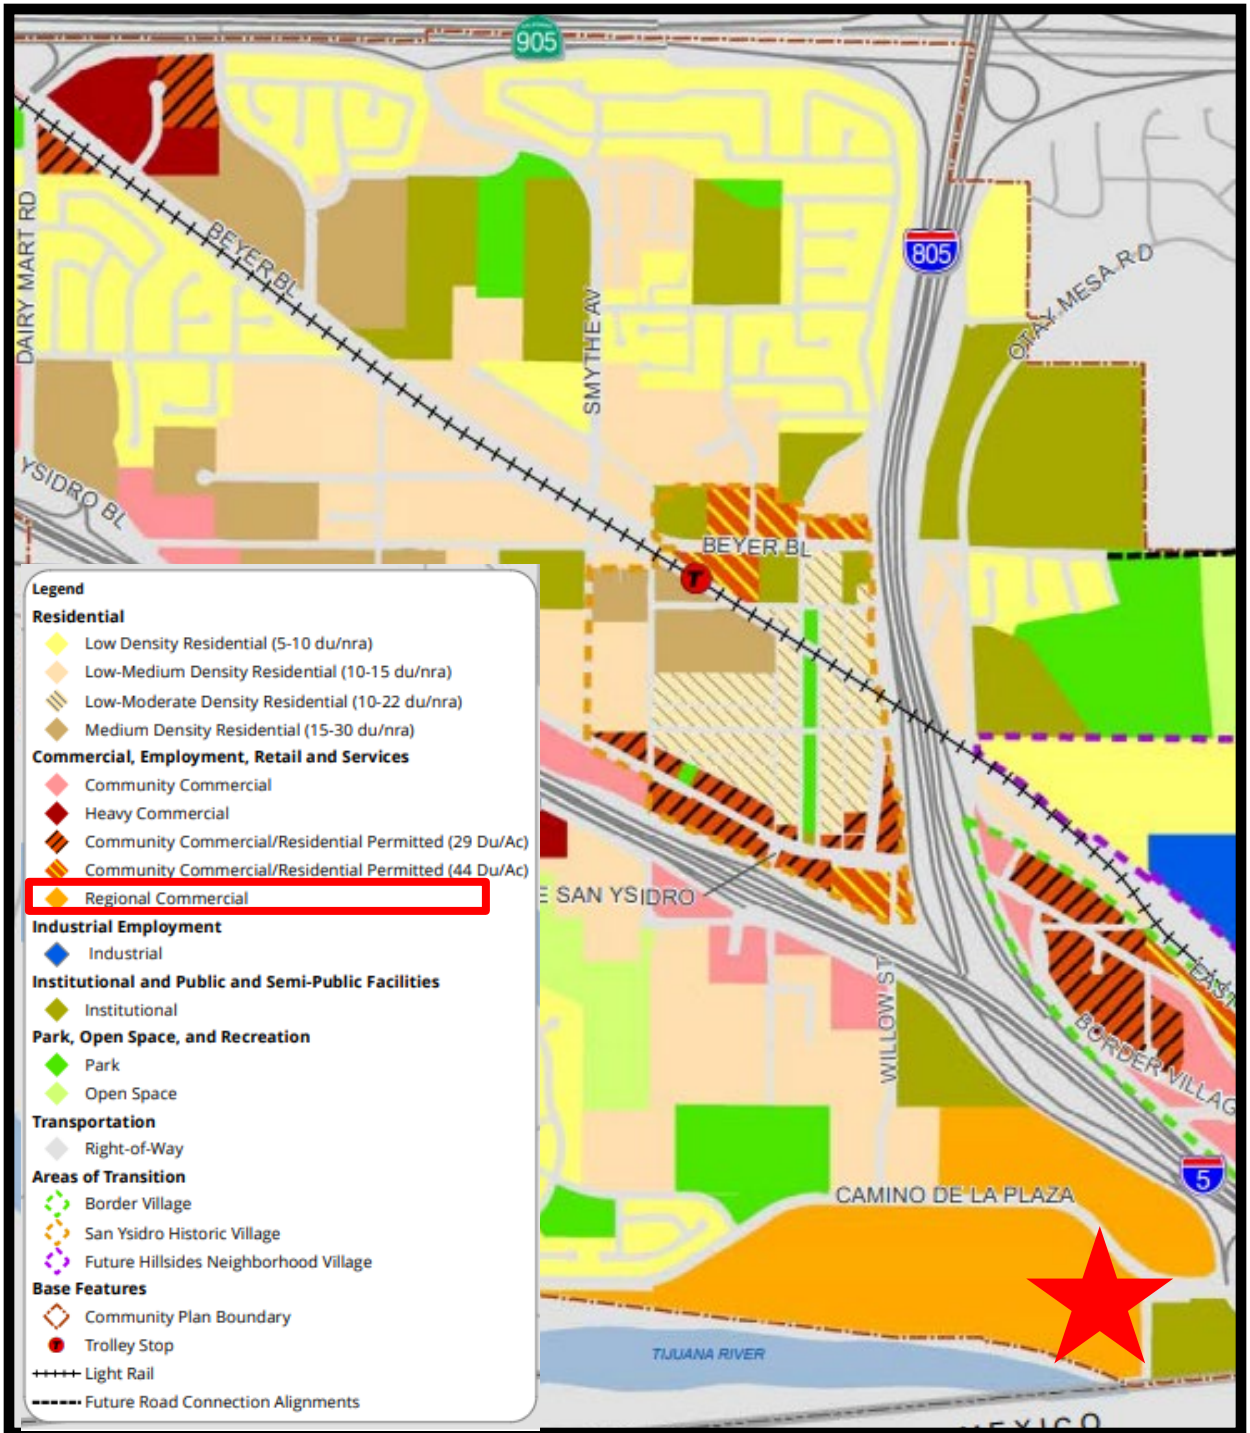 CALIFORNIA
905
805
DAIRY MART RD
BEYER BL
SMYTHE AV
OTAY MESA RD
YSIDRO BL
BEYER BL
T
E SAN YSIDRO
WILLOW ST
EAST
BORDER VILLAG
5
CAMINO DE LA PLAZA
TIJUANA RIVER
MEXICO
Legend
Residential
Low Density Residential (5-10 du/nra)
Low-Medium Density Residential (10-15 du/nra)
Low-Moderate Density Residential (10-22 du/nra)
Medium Density Residential (15-30 du/nra)
Commercial, Employment, Retail and Services
Community Commercial
Heavy Commercial
Community Commercial/Residential Permitted (29 Du/Ac)
Community Commercial/Residential Permitted (44 Du/Ac)
Regional Commercial
Industrial Employment
Industrial
Institutional and Public and Semi-Public Facilities
Institutional
Park, Open Space, and Recreation
Park
Open Space
Transportation
Right-of-Way
Areas of Transition
Border Village
San Ysidro Historic Village
Future Hillsides Neighborhood Village
Base Features
Community Plan Boundary
T Trolley Stop
Light Rail
Future Road Connection Alignments